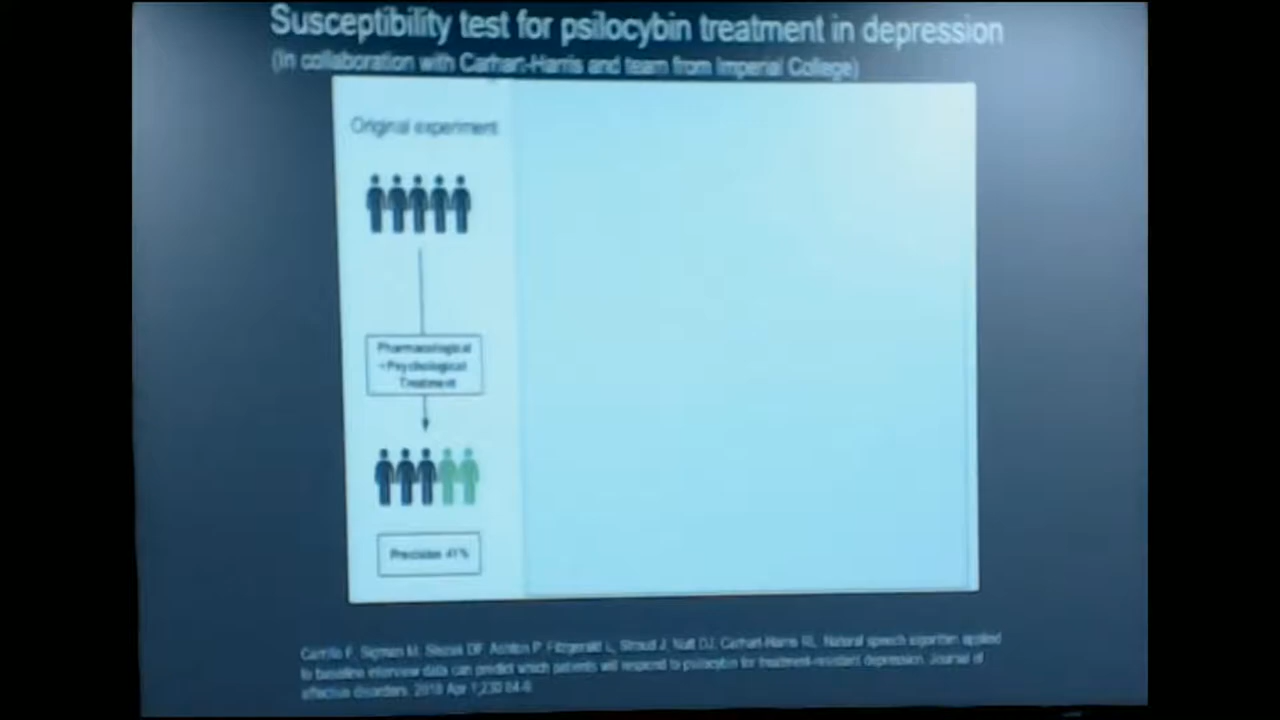 Susceptibility test for psilocybin treatment in depression
(In collaboration with Carhart-Harris and team from Imperial College)
Original experiment
Pharmacological
+Psychological
Treatment
Precision 41%
Carrillo F, Sigman M, Slezak DF, Ashton P, Fitzgerald L, Stroud J, Nutt DJ, Carhart-Harris RL. Natural speech algorithm applied
to baseline interview data can predict which patients will respond to psilocybin for treatment-resistant depression. Journal of
affective disorders. 2018 Apr 1;230:84-6